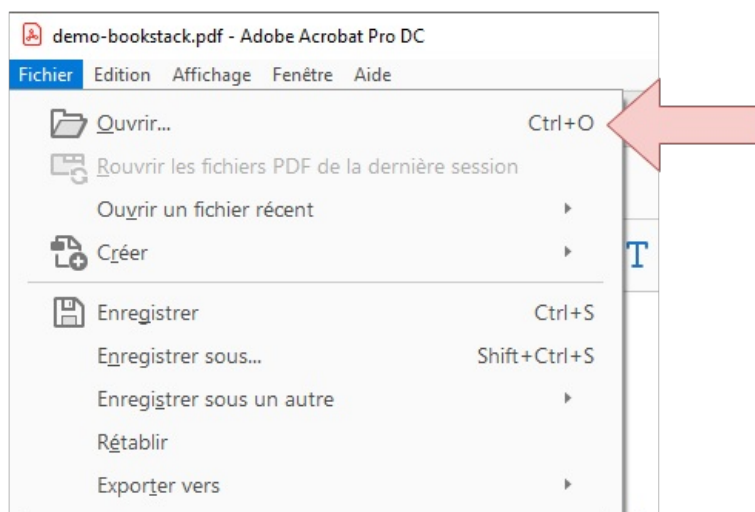 demo-bookstack.pdf - Adobe Acrobat Pro DC
Fichier Edition Affichage Fenêtre Aide
Ouvrir... Ctrl+O
Rouvrir les fichiers PDF de la dernière session
Ouvrir un fichier récent
Créer
T
Enregistrer Ctrl+S
Enregistrer sous... Shift+Ctrl+S
Enregistrer sous un autre
Rétablir
Exporter vers